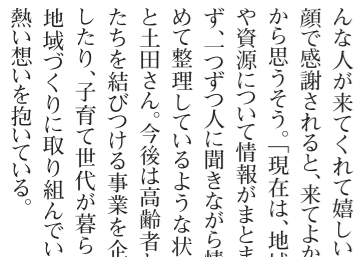 んな人が来てくれて嬉しい
顔で感謝されると、来てよか
から思うそう。「現在は、地域
や資源について情報がまとま
ず、一つずつ人に聞きながら情
めて整理しているような状
と土田さん。今後は高齢者と
たちを結びつける事業を企
したり、子育て世代が暮ら
地域づくりに取り組んでい
熱い想いを抱いている。